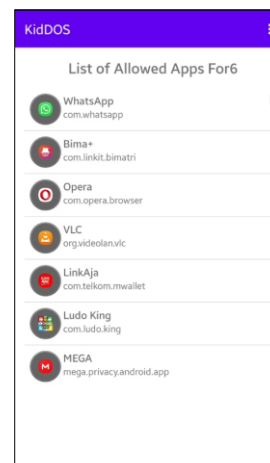 KidDOS
List of Allowed Apps For6
WhatsApp
com.whatsapp
Bima+
com.linkit.bimatri
Opera
com.opera.browser
VLC
org.videolan.vlc
LinkAja
com.telkom.mwallet
Ludo King
com.ludo.king
MEGA
mega.privacy.android.app